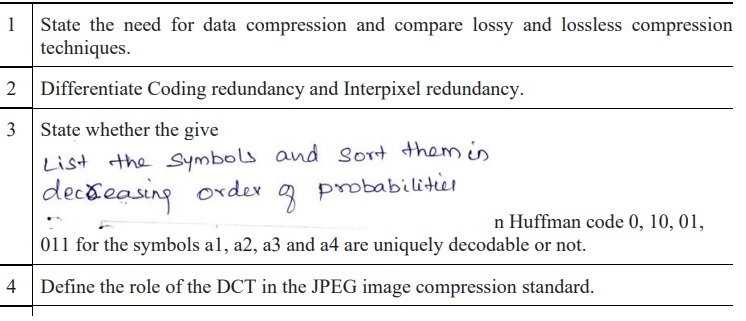 1 State the need for data compression and compare lossy and lossless compression
techniques.
2 Differentiate Coding redundancy and Interpixel redundancy.
3 State whether the give
List the symbols and sort them in
decreasing order of probabilities
n Huffman code 0, 10, 01,
011 for the symbols a1, a2, a3 and a4 are uniquely decodable or not.
4 Define the role of the DCT in the JPEG image compression standard.